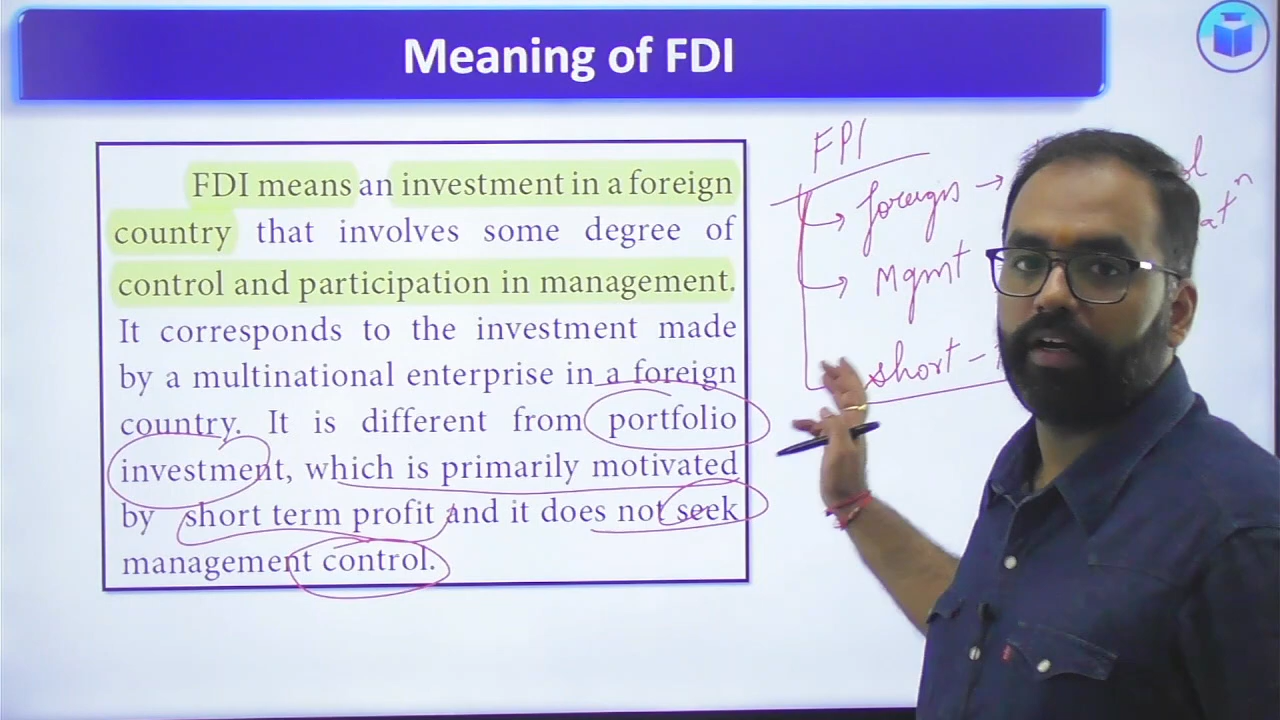 Meaning of FDI
FDI means an investment in a foreign
country that involves some degree of
control and participation in management.
It corresponds to the investment made
by a multinational enterprise in a foreign
country. It is different from portfolio
investment, which is primarily motivated
by short term profit and it does not seek
management control.
FPI
foreign →
Mgmt
short -